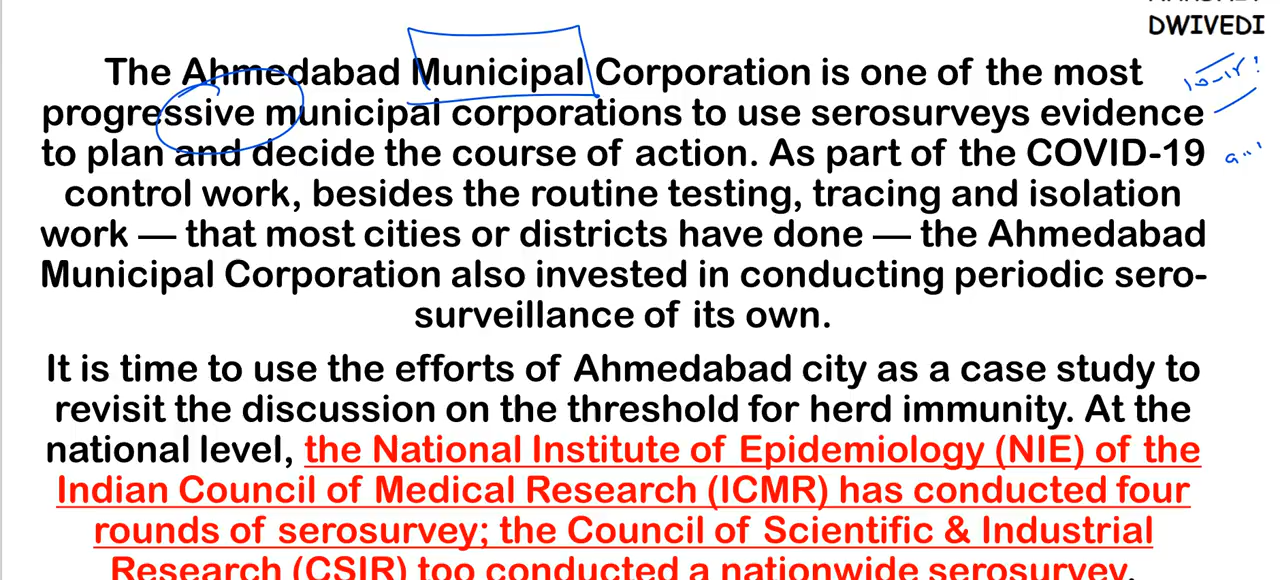 DWIVEDI
The Ahmedabad Municipal Corporation is one of the most
progressive municipal corporations to use serosurveys evidence
to plan and decide the course of action. As part of the COVID-19
control work, besides the routine testing, tracing and isolation
work — that most cities or districts have done — the Ahmedabad
Municipal Corporation also invested in conducting periodic sero-
surveillance of its own.
It is time to use the efforts of Ahmedabad city as a case study to
revisit the discussion on the threshold for herd immunity. At the
national level, the National Institute of Epidemiology (NIE) of the
Indian Council of Medical Research (ICMR) has conducted four
rounds of serosurvey; the Council of Scientific & Industrial
Research (CSIR) too conducted a nationwide serosurvey.